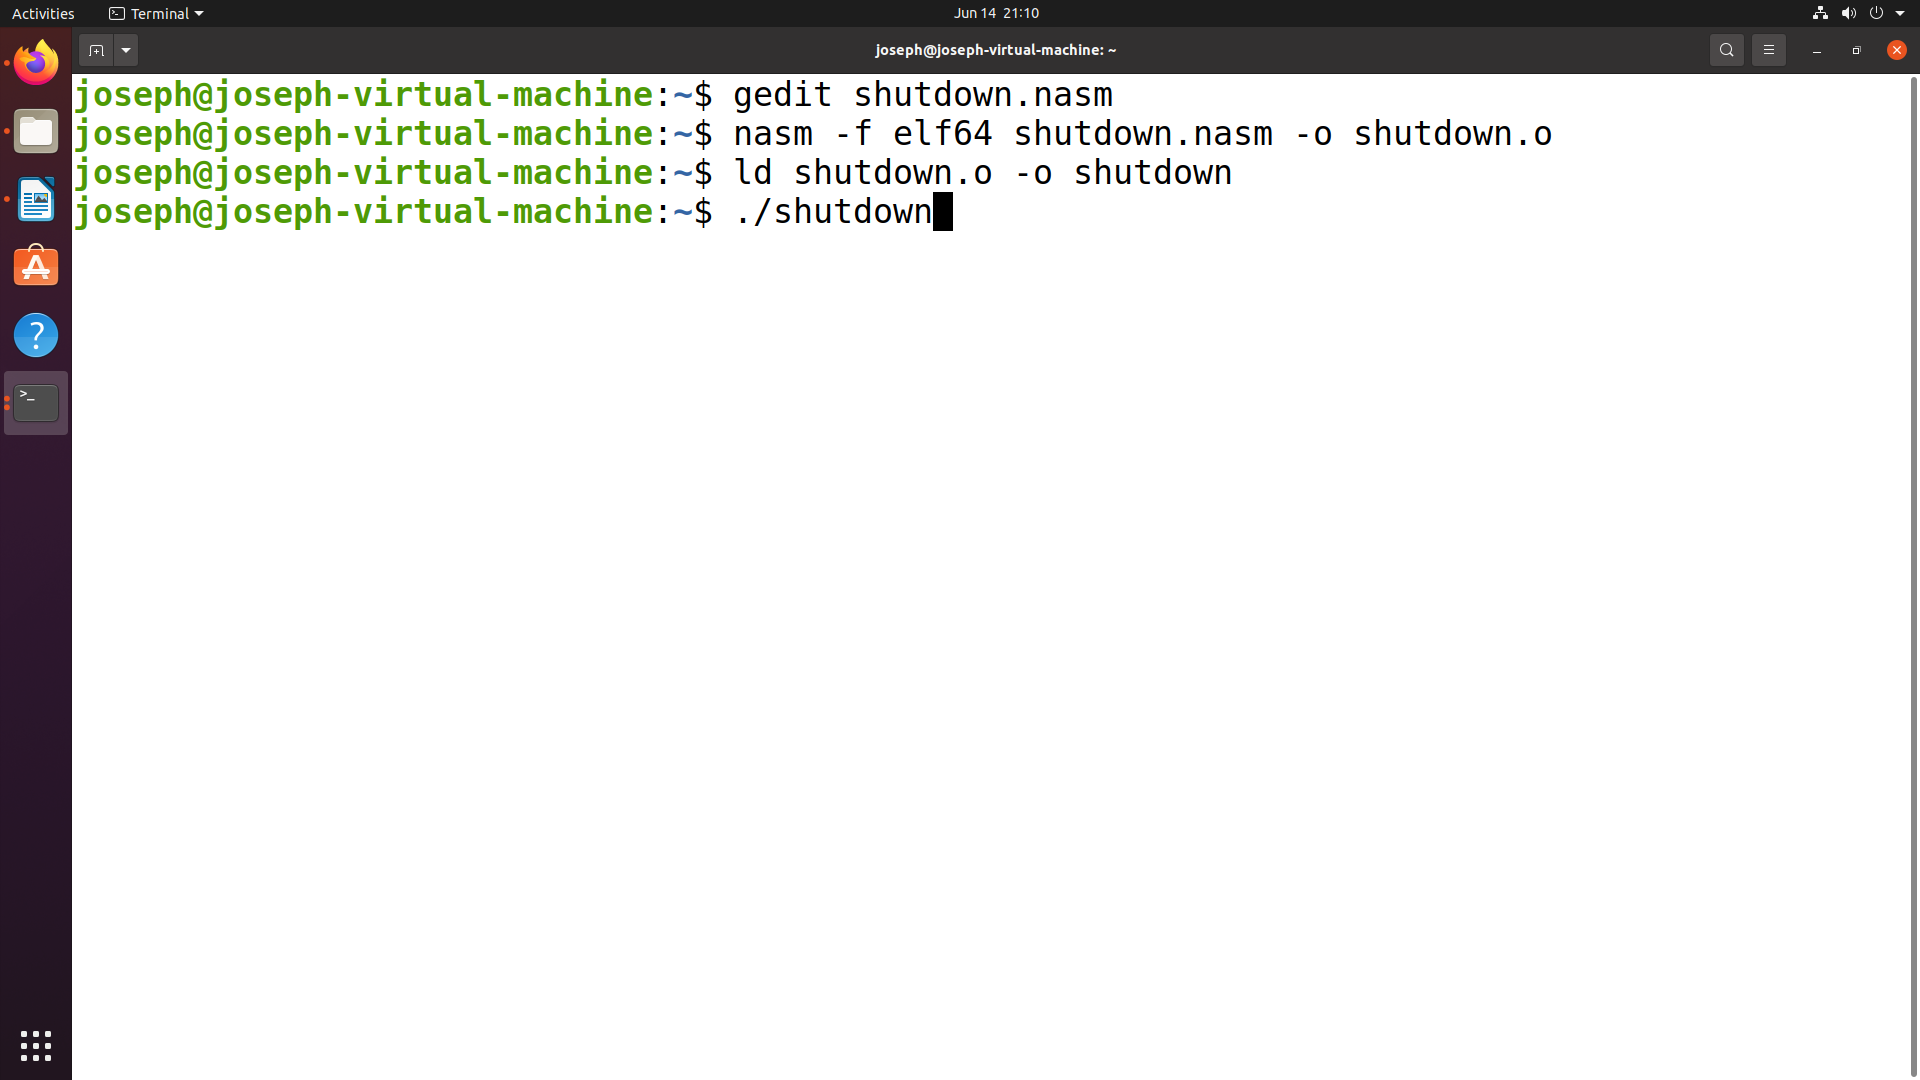 Activities Terminal Jun 14 21:10
joseph@joseph-virtual-machine: ~
joseph@joseph-virtual-machine:~$ gedit shutdown.nasm
joseph@joseph-virtual-machine:~$ nasm -f elf64 shutdown.nasm -o shutdown.o
joseph@joseph-virtual-machine:~$ ld shutdown.o -o shutdown
joseph@joseph-virtual-machine:~$ ./shutdown